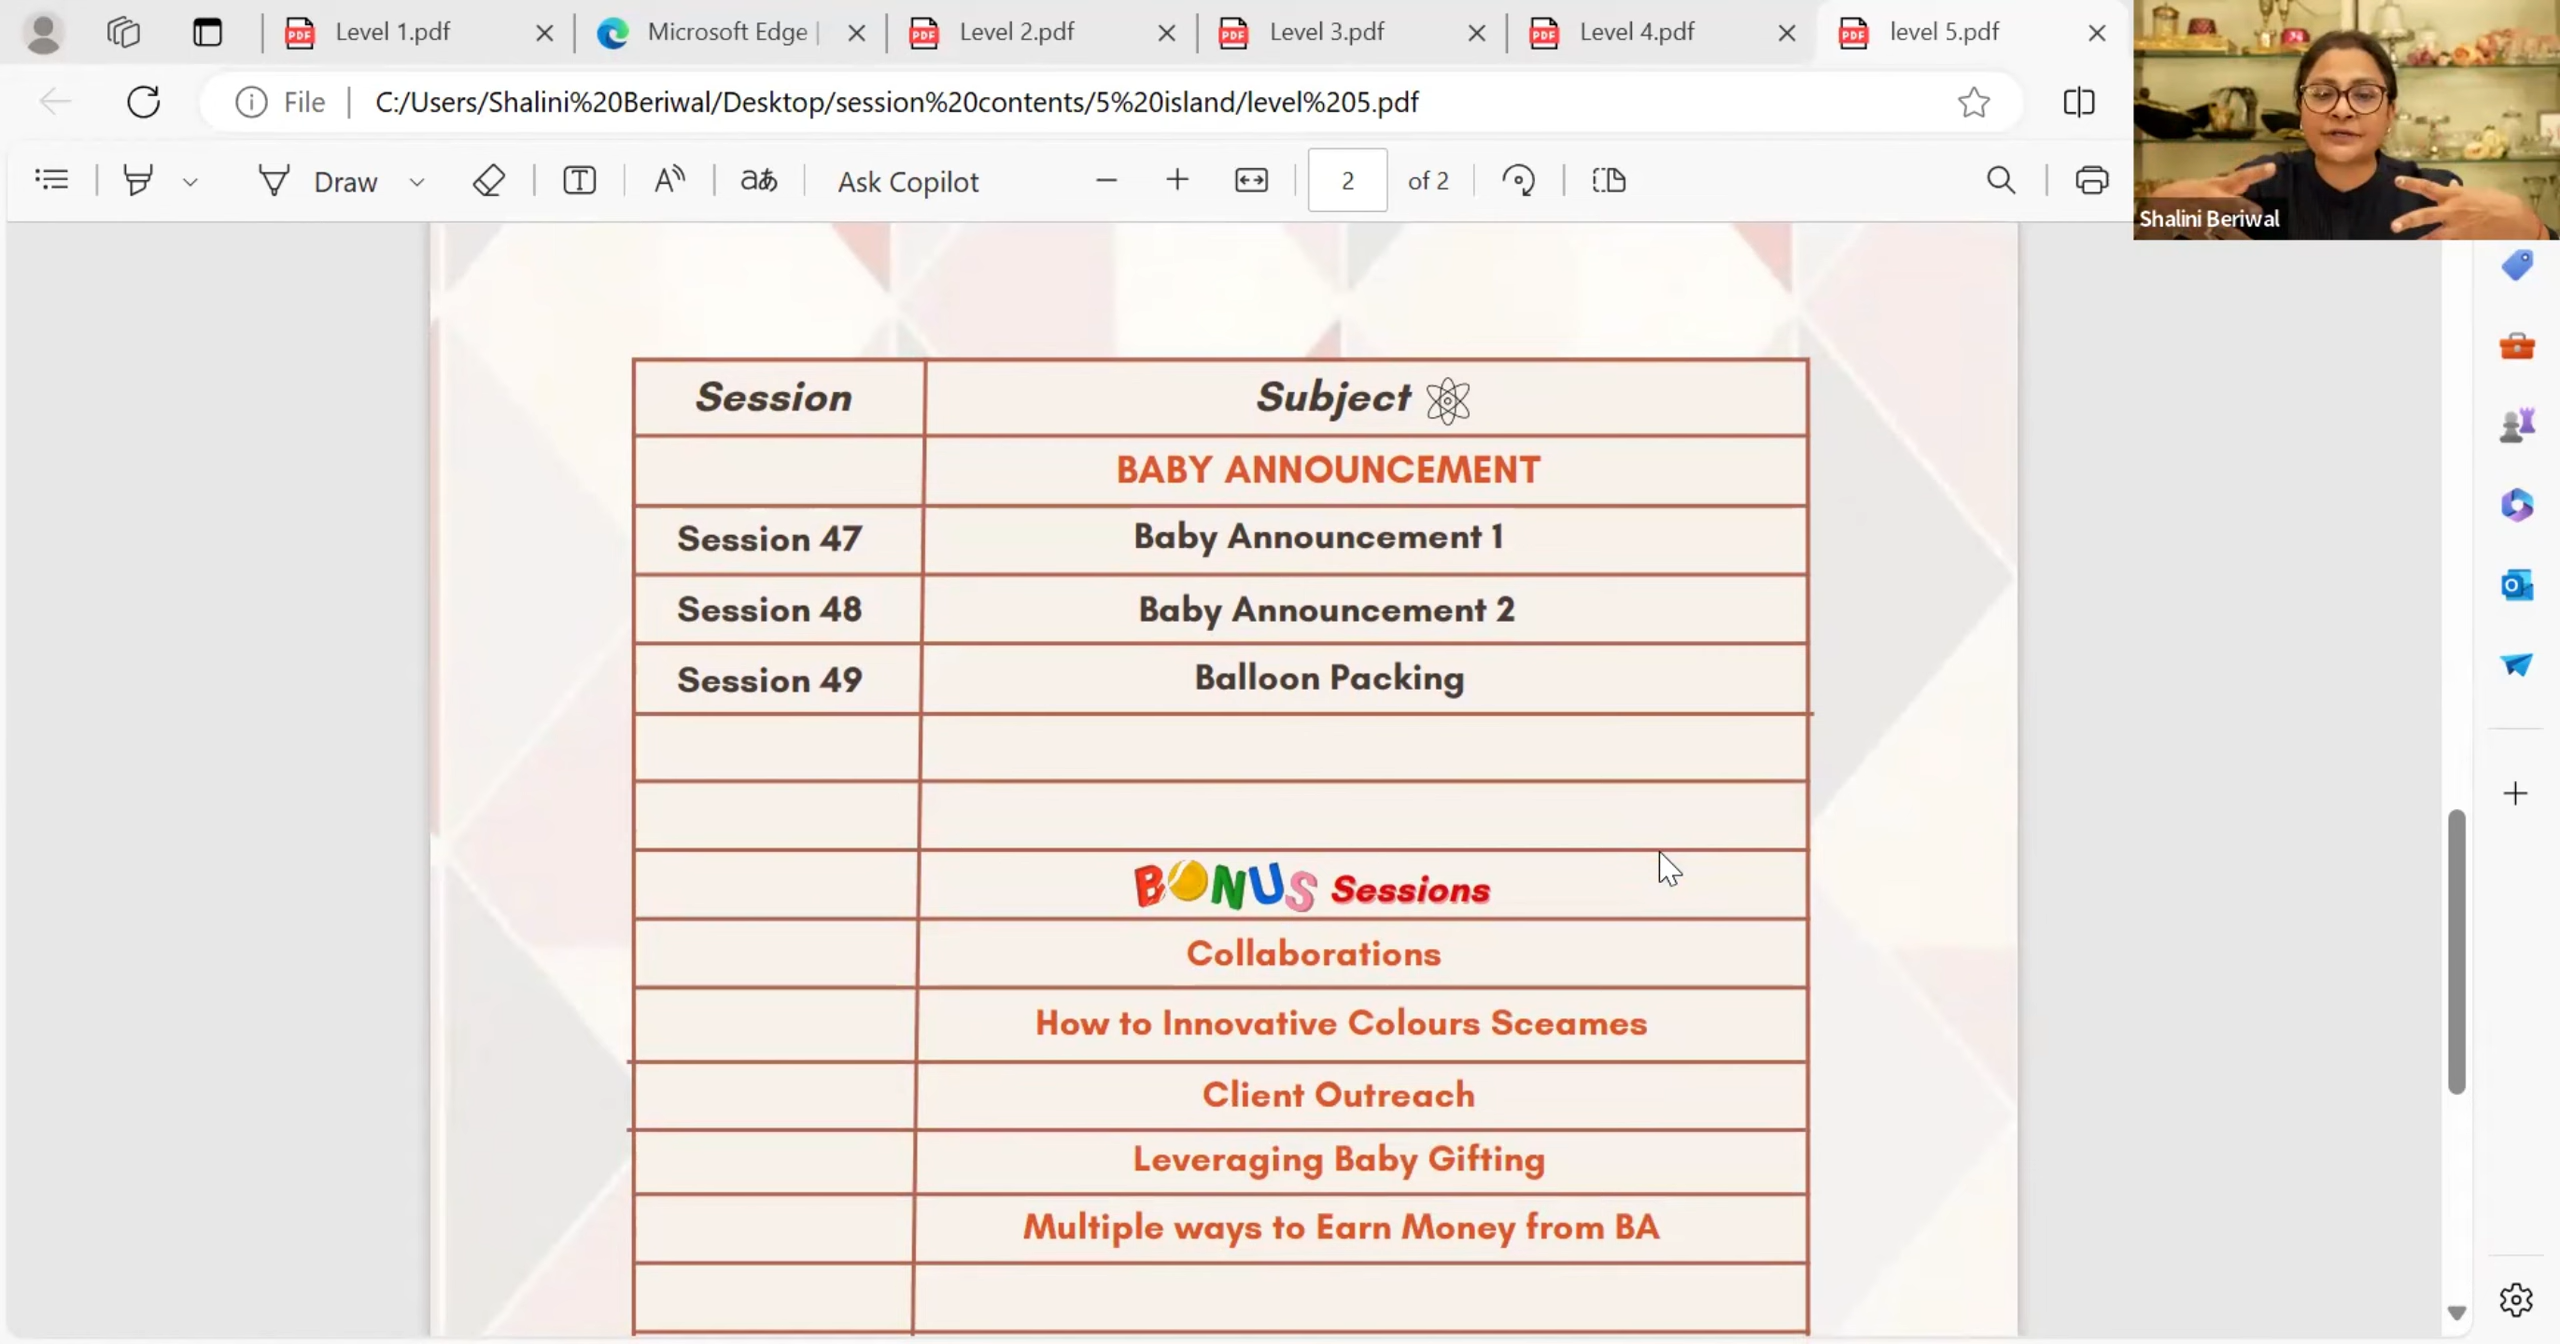 Level 1.pdf
Microsoft Edge
Level 2.pdf
Level 3.pdf
Level 4.pdf
level 5.pdf
File
C:/Users/Shalini%20Beriwal/Desktop/session%20contents/5%20island/level%205.pdf
Draw
Ask Copilot
2 of 2
Shalini Beriwal
Session Subject
BABY ANNOUNCEMENT
Session 47 Baby Announcement 1
Session 48 Baby Announcement 2
Session 49 Balloon Packing
BONUS Sessions
Collaborations
How to Innovative Colours Sceames
Client Outreach
Leveraging Baby Gifting
Multiple ways to Earn Money from BA